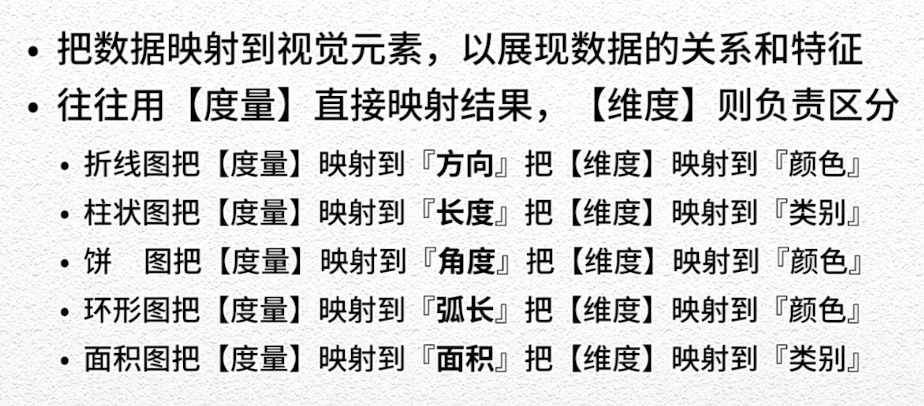 • 把数据映射到视觉元素，以展现数据的关系和特征
• 往往用【度量】直接映射结果，【维度】则负责区分
• 折线图把【度量】映射到『方向』把【维度】映射到『颜色』
• 柱状图把【度量】映射到『长度』把【维度】映射到『类别』
• 饼　图把【度量】映射到『角度』把【维度】映射到『颜色』
• 环形图把【度量】映射到『弧长』把【维度】映射到『颜色』
• 面积图把【度量】映射到『面积』把【维度】映射到『类别』